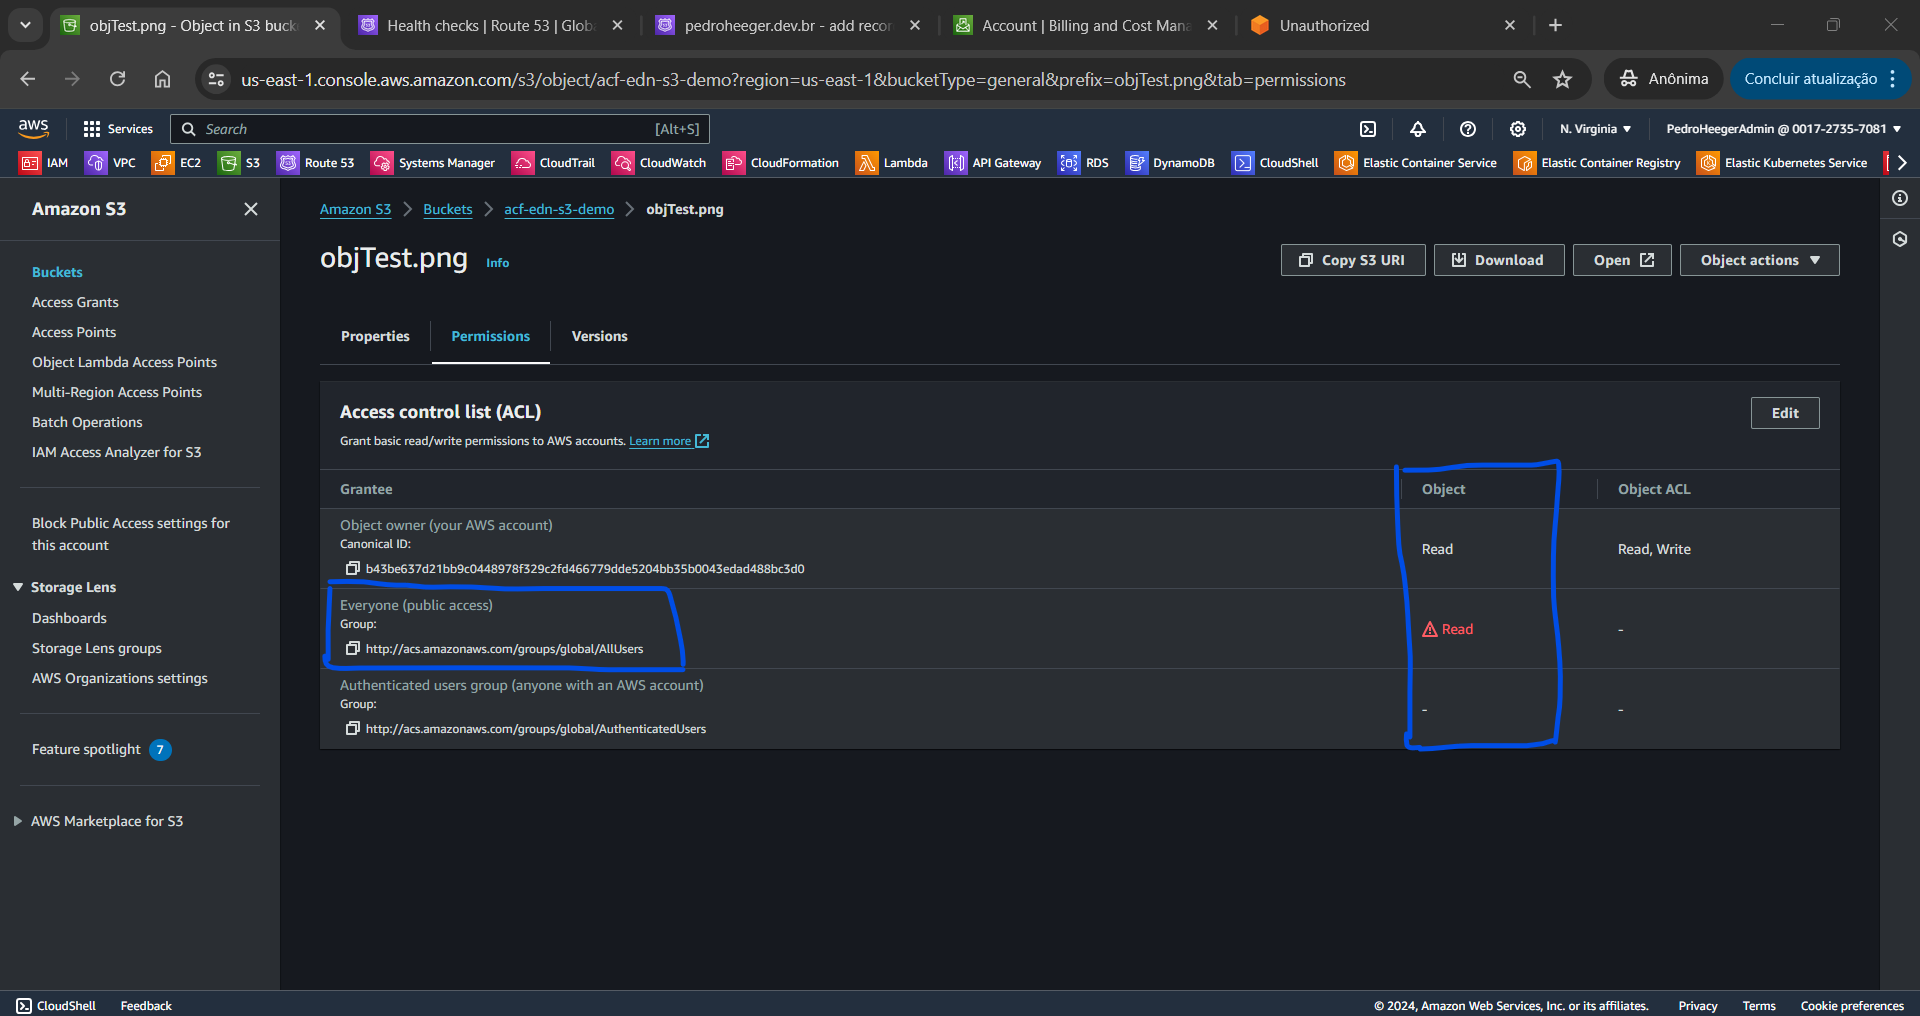 objTest.png - Object in S3 buck
Health checks | Route 53 | Globa
pedroheeger.dev.br - add recor
Account | Billing and Cost Mana
Unauthorized
us-east-1.console.aws.amazon.com/s3/object/acf-edn-s3-demo?region=us-east-1&bucketType=general&prefix=objTest.png&tab=permissions
Anônima
Concluir atualização
aws
Services
Search
[Alt+S]
N. Virginia
PedroHeegerAdmin @ 0017-2735-7081
IAM
VPC
EC2
S3
Route 53
Systems Manager
CloudTrail
CloudWatch
CloudFormation
Lambda
API Gateway
RDS
DynamoDB
CloudShell
Elastic Container Service
Elastic Container Registry
Elastic Kubernetes Service
Amazon S3
Buckets
Access Grants
Access Points
Object Lambda Access Points
Multi-Region Access Points
Batch Operations
IAM Access Analyzer for S3
Block Public Access settings for
this account
Storage Lens
Dashboards
Storage Lens groups
AWS Organizations settings
Feature spotlight 7
AWS Marketplace for S3
Amazon S3 > Buckets > acf-edn-s3-demo > objTest.png
objTest.png Info
Copy S3 URI
Download
Open
Object actions
Properties
Permissions
Versions
Access control list (ACL)
Edit
Grant basic read/write permissions to AWS accounts. Learn more
Grantee
Object
Object ACL
Object owner (your AWS account)
Canonical ID:
b43be637d21bb9c0448978f329c2fd466779dde5204bb35b0043edad488bc3d0
Read
Read, Write
Everyone (public access)
Group:
http://acs.amazonaws.com/groups/global/AllUsers
Read
-
Authenticated users group (anyone with an AWS account)
Group:
http://acs.amazonaws.com/groups/global/AuthenticatedUsers
-
-
CloudShell
Feedback
© 2024, Amazon Web Services, Inc. or its affiliates.
Privacy
Terms
Cookie preferences